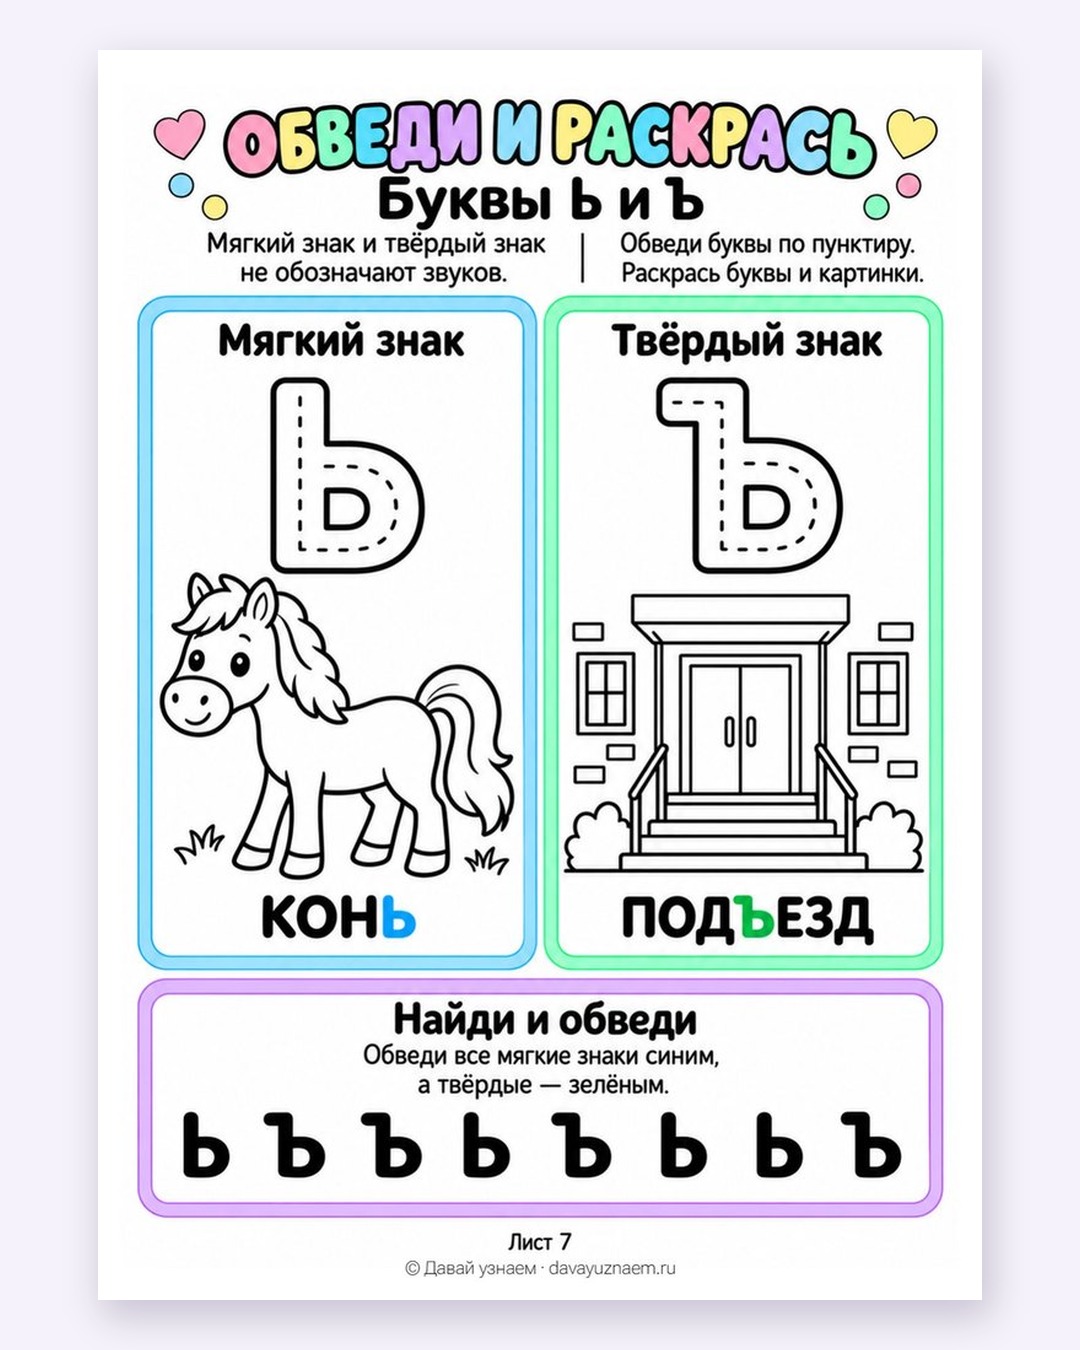 ОБВЕДИ И РАСКРАСЬ
Буквы Ь и Ъ
Мягкий знак и твёрдый знак
не обозначают звуков.
Обведи буквы по пунктиру.
Раскрась буквы и картинки.
Мягкий знак
Ь
КОНЬ
Твёрдый знак
Ъ
ПОДЪЕЗД
Найди и обведи
Обведи все мягкие знаки синим,
а твёрдые — зелёным.
Ь Ъ Ъ Ь Ъ Ь Ь Ъ
Лист 7
© Давай узнаем · davayuznaem.ru